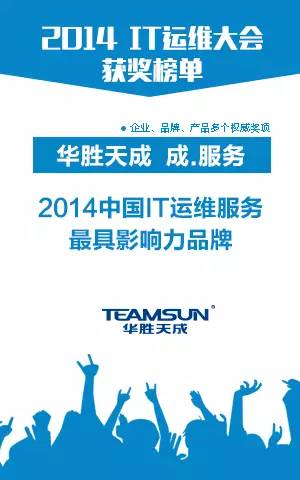 2014 IT运维大会
获奖榜单
● 企业、品牌、产品多个权威奖项
华胜天成 成.服务
2014中国IT运维服务
最具影响力品牌
TEAMSUN®
华胜天成